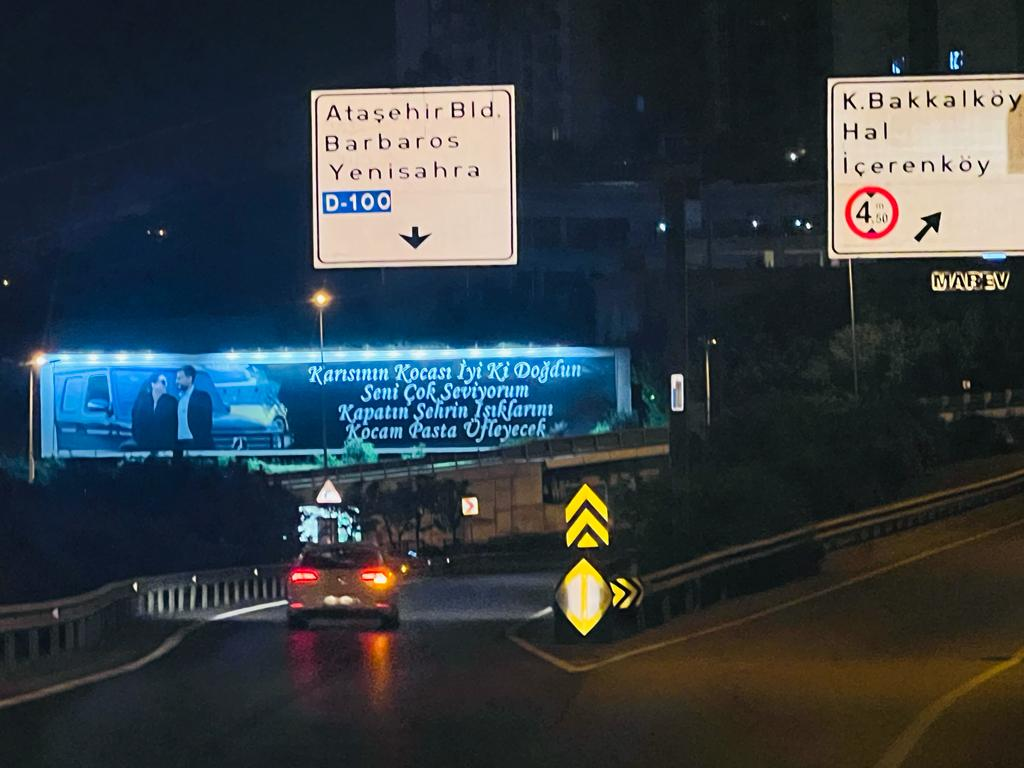 Ataşehir Bld.
Barbaros
Yenisahra
D-100
K.Bakkalköy
Hal
İçerenköy
4 m
50
MAREV
Karısının Kocası İyi Ki Doğdun
Seni Çok Seviyorum
Kapatın Şehrin Işıklarını
Kocam Pasta Üfleyecek